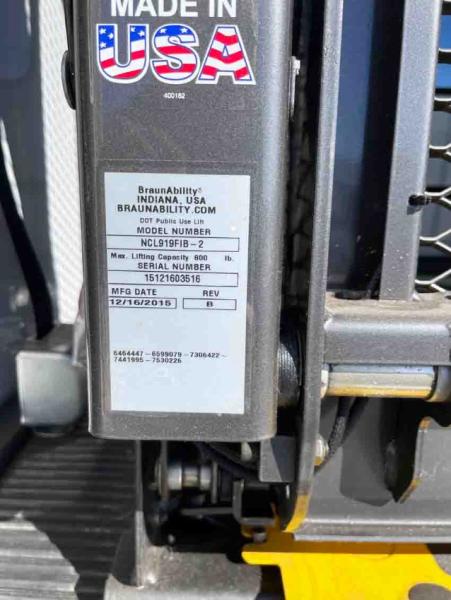 MADE IN
USA
400182
BraunAbility®
INDIANA, USA
BRAUNABILITY.COM
DOT Public Use Lift
MODEL NUMBER
NCL919FIB-2
Max. Lifting Capacity 800 lb.
SERIAL NUMBER
15121603516
MFG DATE REV
12/16/2015 B
6464447-6599079-7306422-
7441995-7530226